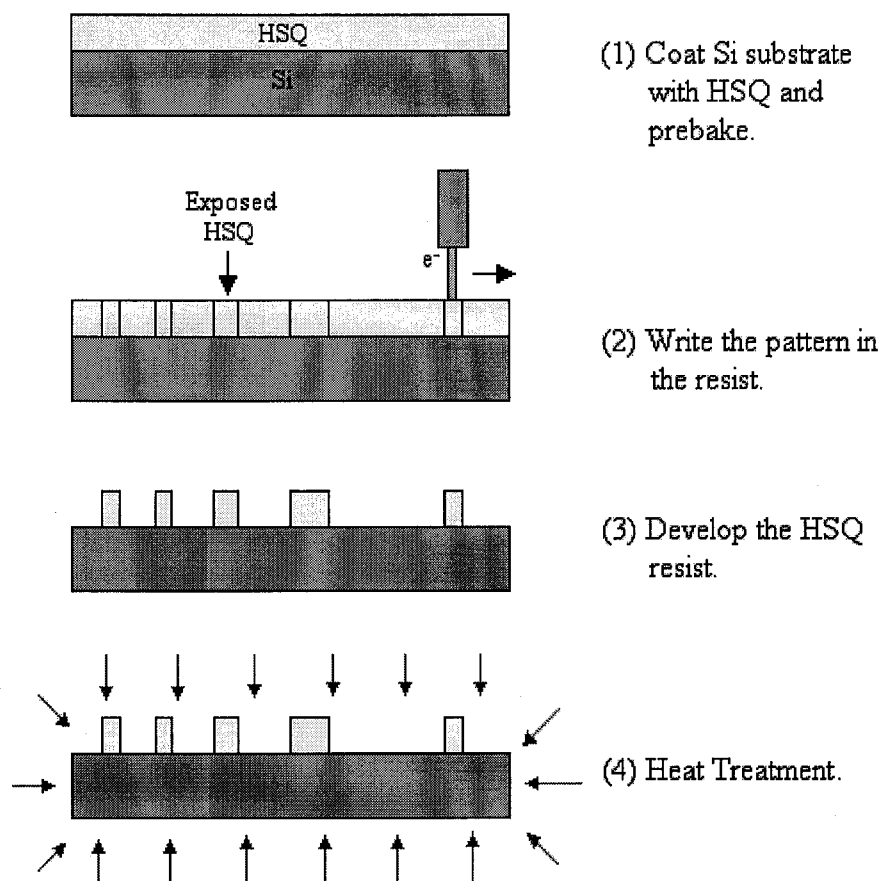 HSQ
Si
(1) Coat Si substrate
with HSQ and
prebake.
Exposed
HSQ
e-
(2) Write the pattern in
the resist.
(3) Develop the HSQ
resist.
(4) Heat Treatment.